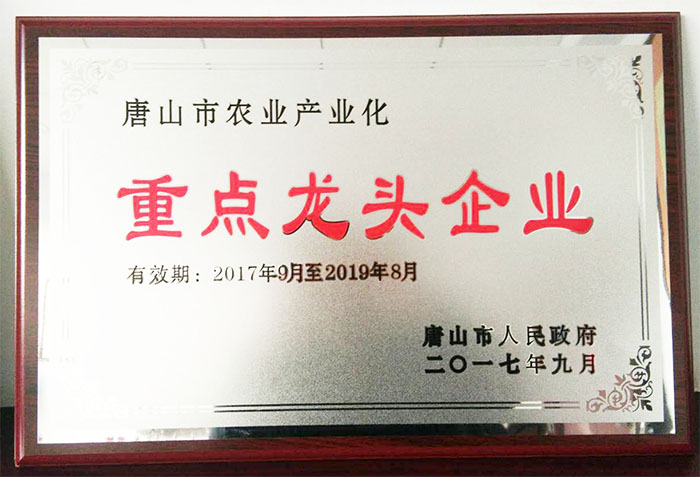 唐山市农业产业化
重点龙头企业
有效期：2017年9月至2019年8月
唐山市人民政府
二〇一七年九月